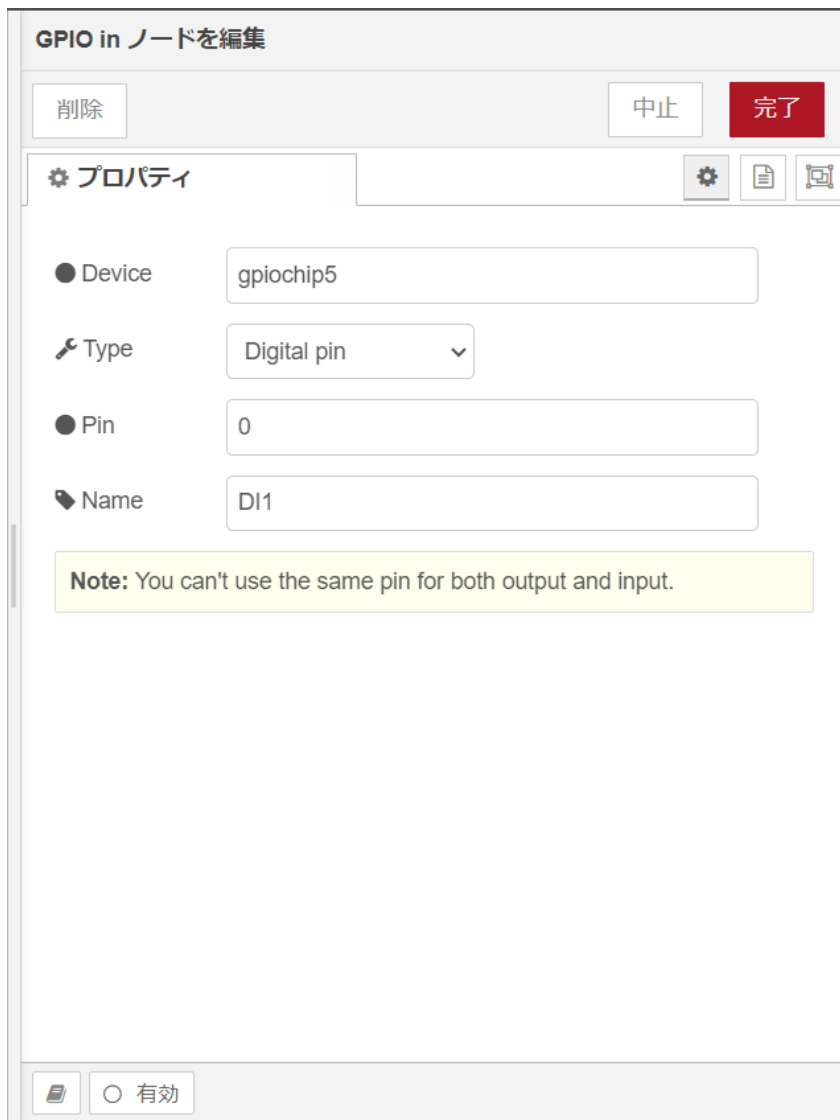 GPIO in ノードを編集
削除
中止
完了
プロパティ
Device
gpiochip5
Type
Digital pin
Pin
0
Name
DI1
Note: You can't use the same pin for both output and input.
有効